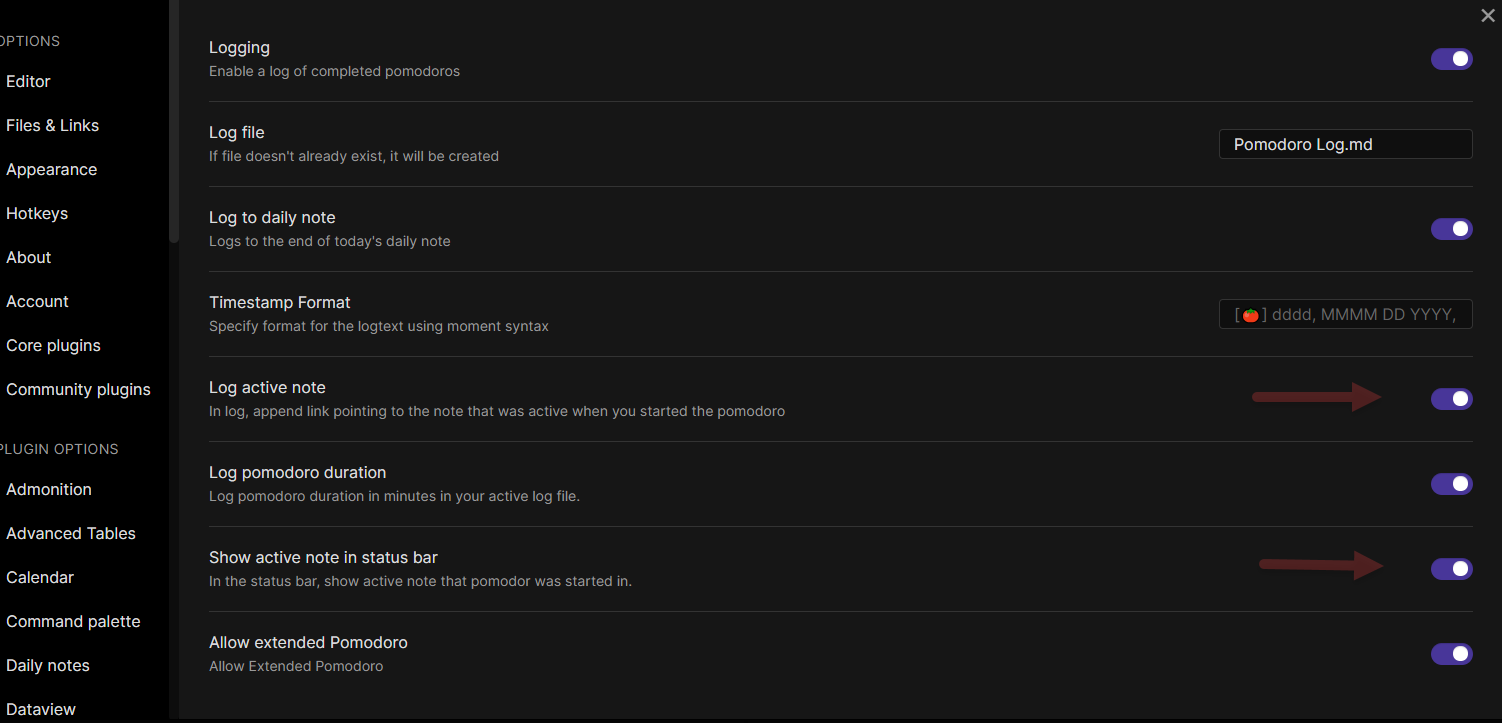 OPTIONS
Editor
Files & Links
Appearance
Hotkeys
About
Account
Core plugins
Community plugins
PLUGIN OPTIONS
Admonition
Advanced Tables
Calendar
Command palette
Daily notes
Dataview
Logging
Enable a log of completed pomodoros
Log file
If file doesn't already exist, it will be created
Pomodoro Log.md
Log to daily note
Logs to the end of today's daily note
Timestamp Format
Specify format for the logtext using moment syntax
[🍅] dddd, MMMM DD YYYY,
Log active note
In log, append link pointing to the note that was active when you started the pomodoro
Log pomodoro duration
Log pomodoro duration in minutes in your active log file.
Show active note in status bar
In the status bar, show active note that pomodor was started in.
Allow extended Pomodoro
Allow Extended Pomodoro